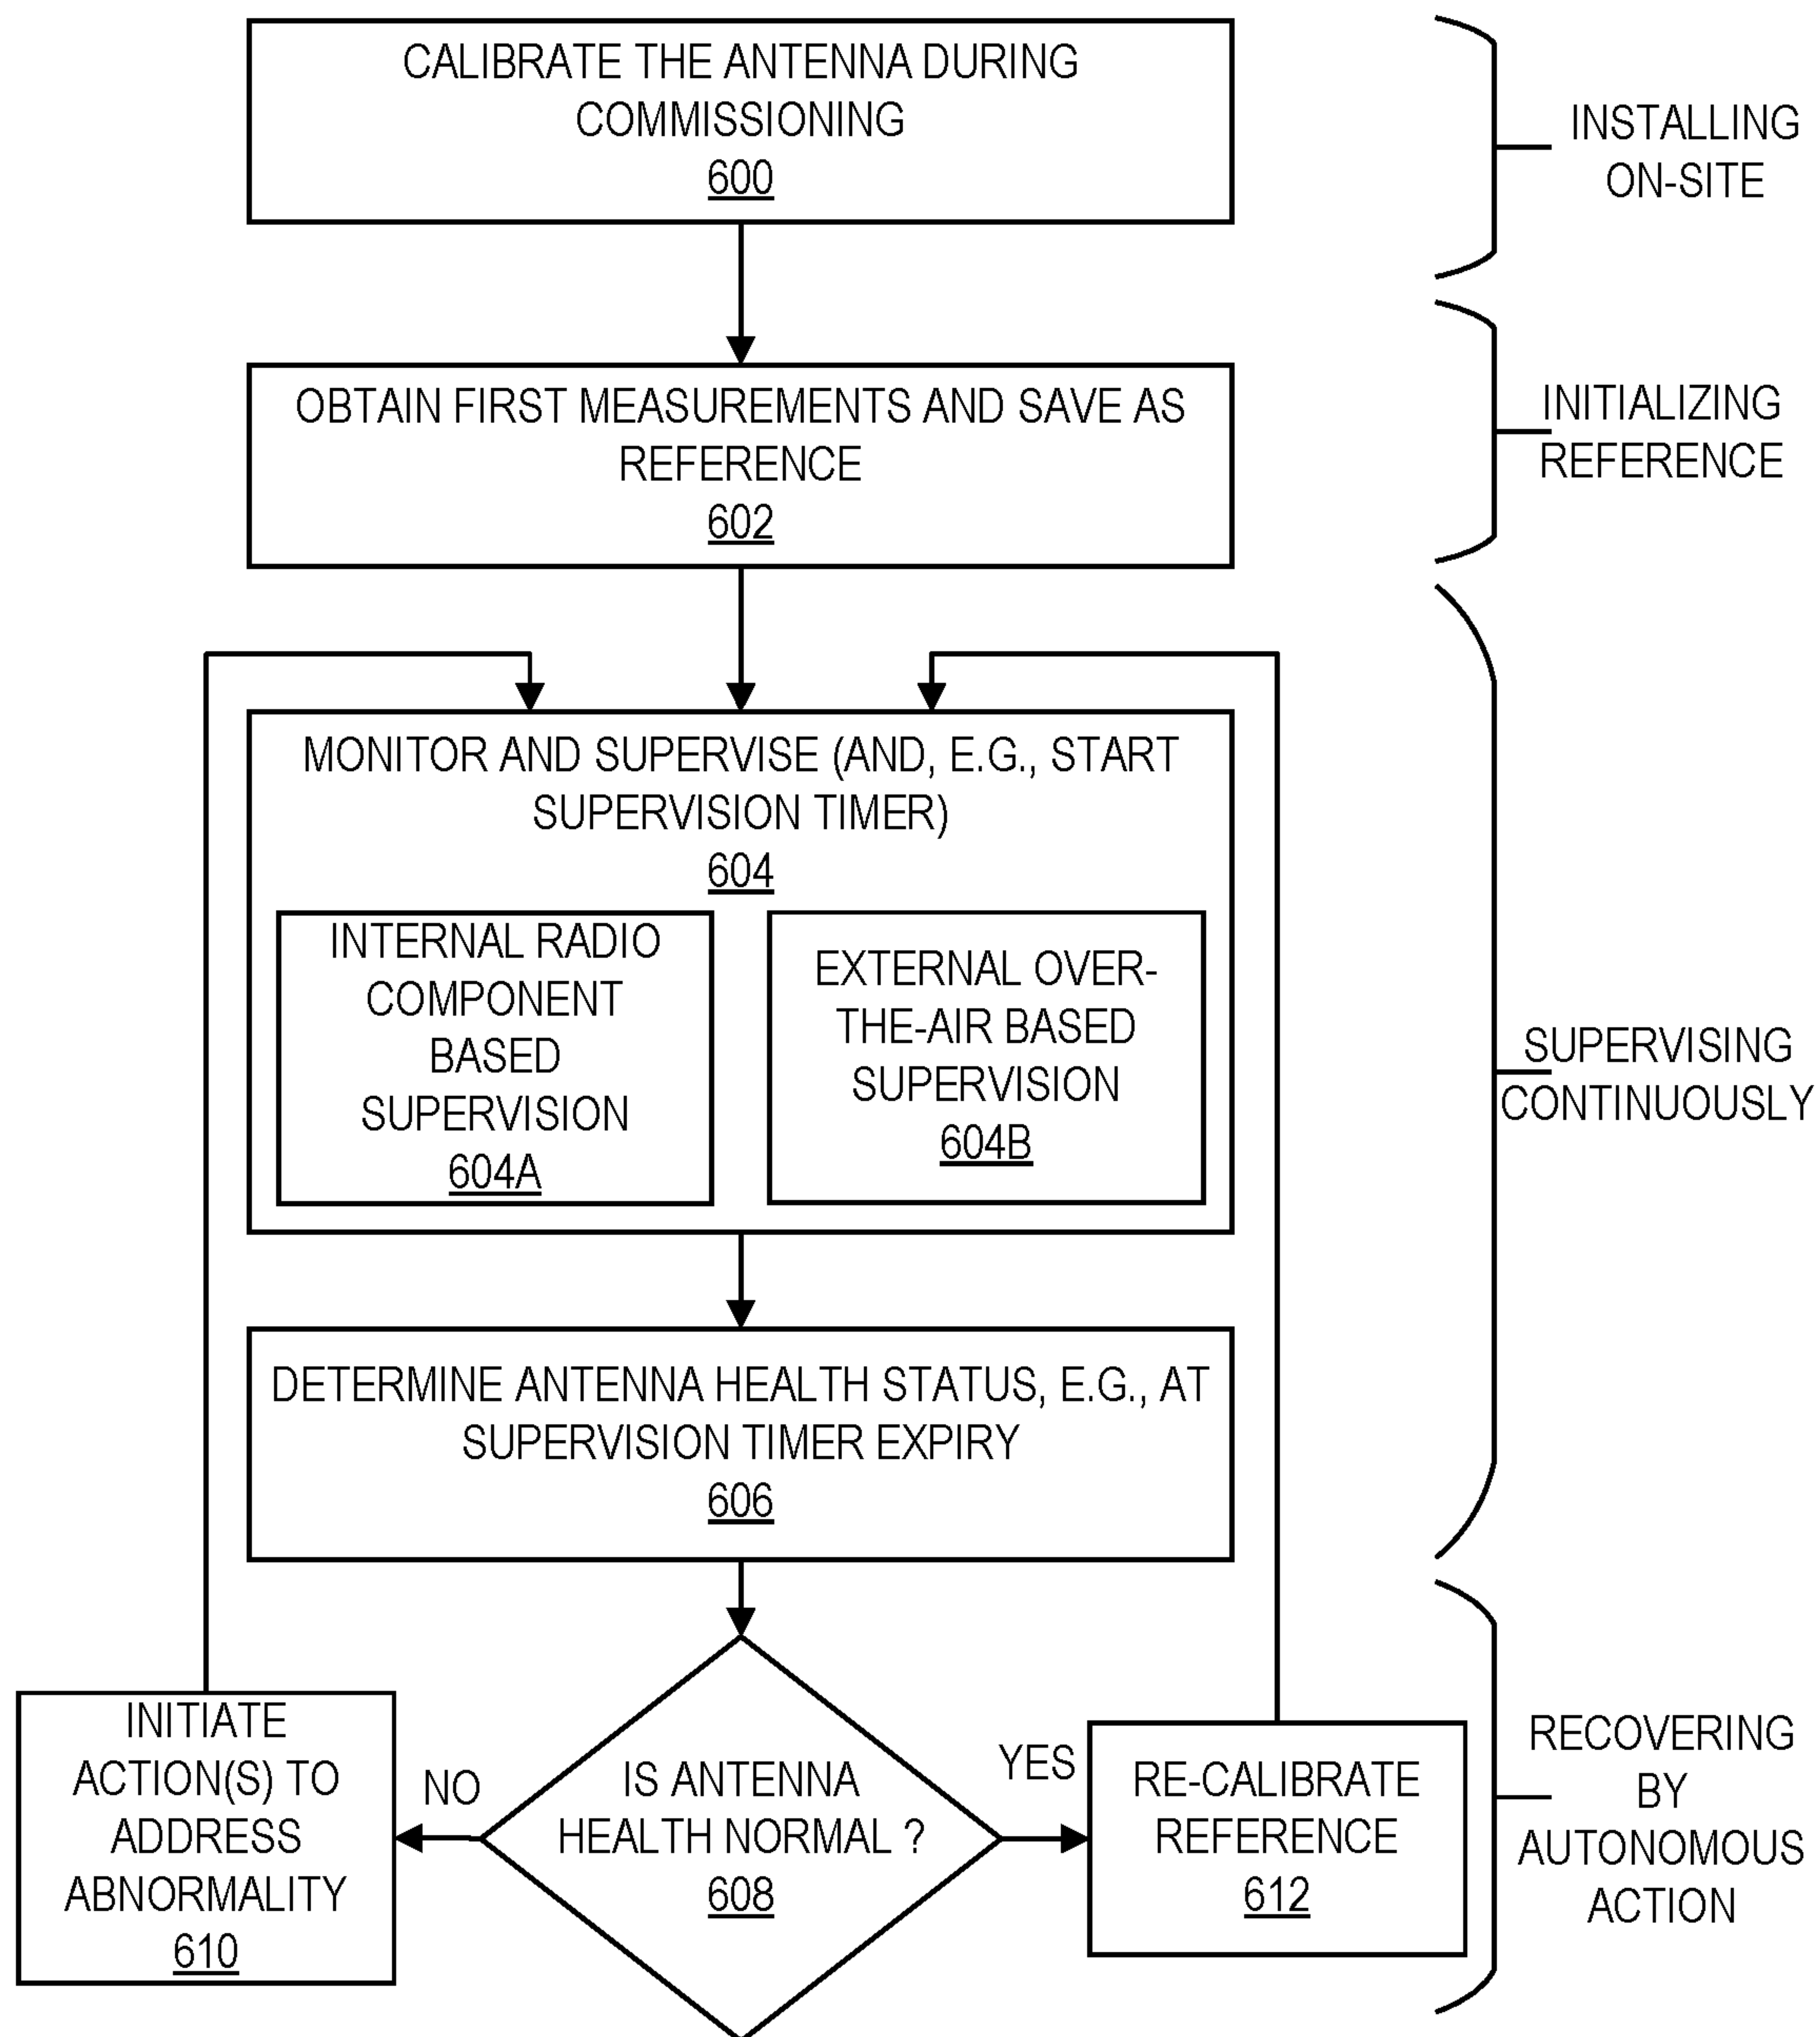 CALIBRATE THE ANTENNA DURING
COMMISSIONING
600
INSTALLING
ON-SITE
OBTAIN FIRST MEASUREMENTS AND SAVE AS
REFERENCE
602
INITIALIZING
REFERENCE
MONITOR AND SUPERVISE (AND, E.G., START
SUPERVISION TIMER)
604
INTERNAL RADIO
COMPONENT
BASED
SUPERVISION
604A
EXTERNAL OVER-
THE-AIR BASED
SUPERVISION
604B
SUPERVISING
CONTINUOUSLY
DETERMINE ANTENNA HEALTH STATUS, E.G., AT
SUPERVISION TIMER EXPIRY
606
INITIATE
ACTION(S) TO
ADDRESS
ABNORMALITY
610
NO
IS ANTENNA
HEALTH NORMAL ?
608
YES
RE-CALIBRATE
REFERENCE
612
RECOVERING
BY
AUTONOMOUS
ACTION